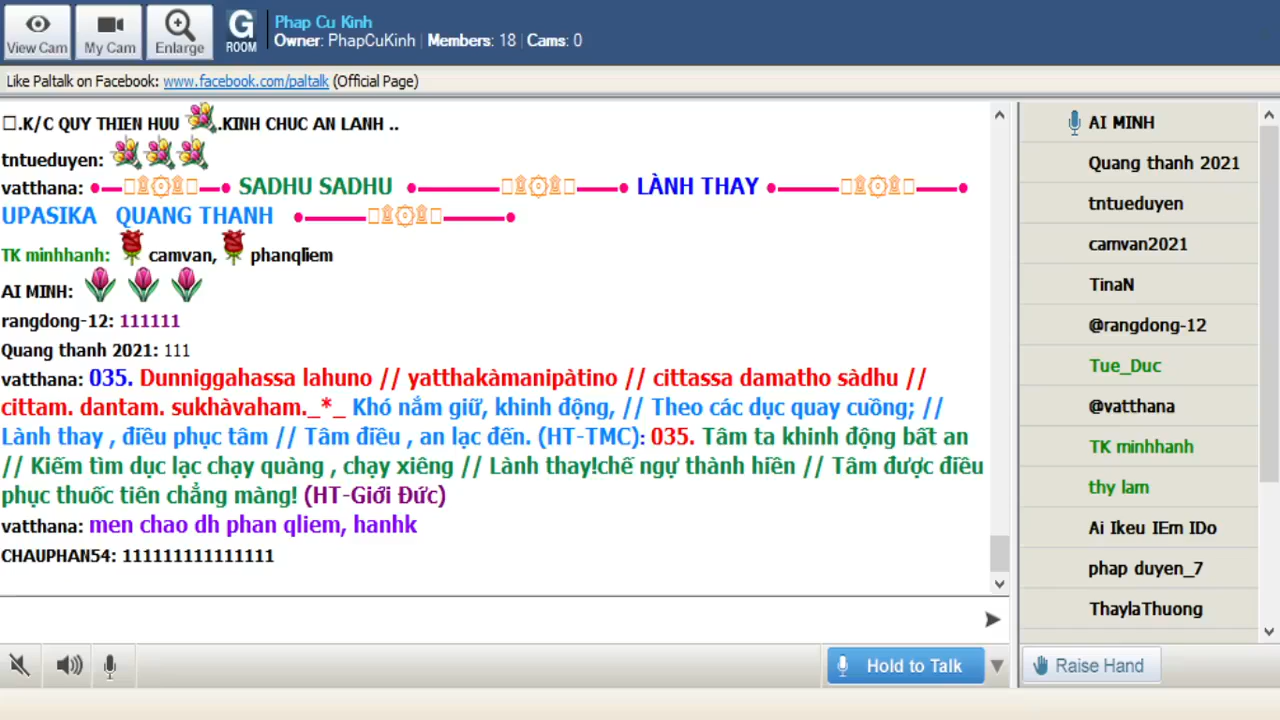 View Cam
My Cam
Enlarge
G
ROOM
Phap Cu Kinh
Owner: PhapCuKinh | Members: 18 | Cams: 0
Like Paltalk on Facebook: www.facebook.com/paltalk (Official Page)
.K/C QUY THIEN HUU .KINH CHUC AN LANH ..
tntueduyen:
vatthana: SADHU SADHU LÀNH THAY
UPASIKA QUANG THANH
TK minhhanh: camvan, phanqliem
AI MINH:
rangdong-12: 111111
Quang thanh 2021: 111
vatthana: 035. Dunniggahassa lahuno // yatthakàmanipàtino // cittassa damatho sàdhu //
cittam. dantam. sukhàvaham._*_ Khó nắm giữ, khinh động, // Theo các dục quay cuồng; //
Lành thay , điều phục tâm // Tâm điều , an lạc đến. (HT-TMC): 035. Tâm ta khinh động bất an
// Kiếm tìm dục lạc chạy quàng , chạy xiêng // Lành thay!chế ngự thành hiền // Tâm được điều
phục thuốc tiên chẳng màng! (HT-Giới Đức)
vatthana: men chao dh phan qliem, hanhk
CHAUPHAN54: 111111111111111
Hold to Talk
AI MINH
Quang thanh 2021
tntueduyen
camvan2021
TinaN
@rangdong-12
Tue_Duc
@vatthana
TK minhhanh
thy lam
Ai Ikeu IEm IDo
phap duyen_7
ThaylaThuong
Raise Hand